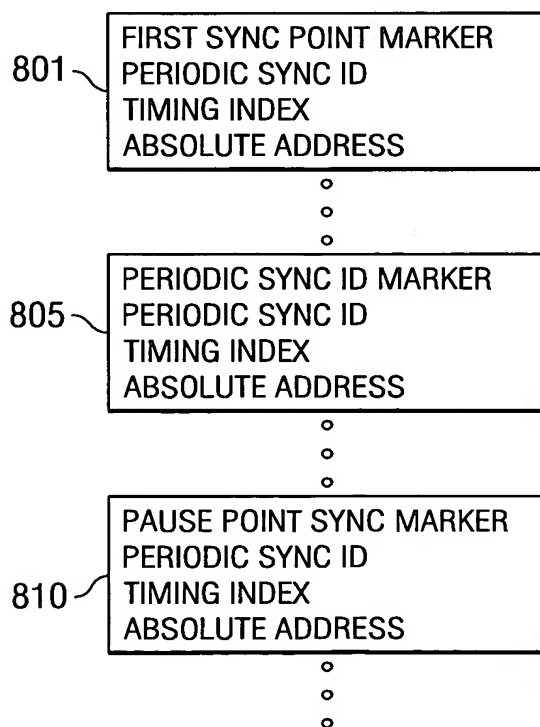 801
FIRST SYNC POINT MARKER
PERIODIC SYNC ID
TIMING INDEX
ABSOLUTE ADDRESS
805
PERIODIC SYNC ID MARKER
PERIODIC SYNC ID
TIMING INDEX
ABSOLUTE ADDRESS
810
PAUSE POINT SYNC MARKER
PERIODIC SYNC ID
TIMING INDEX
ABSOLUTE ADDRESS